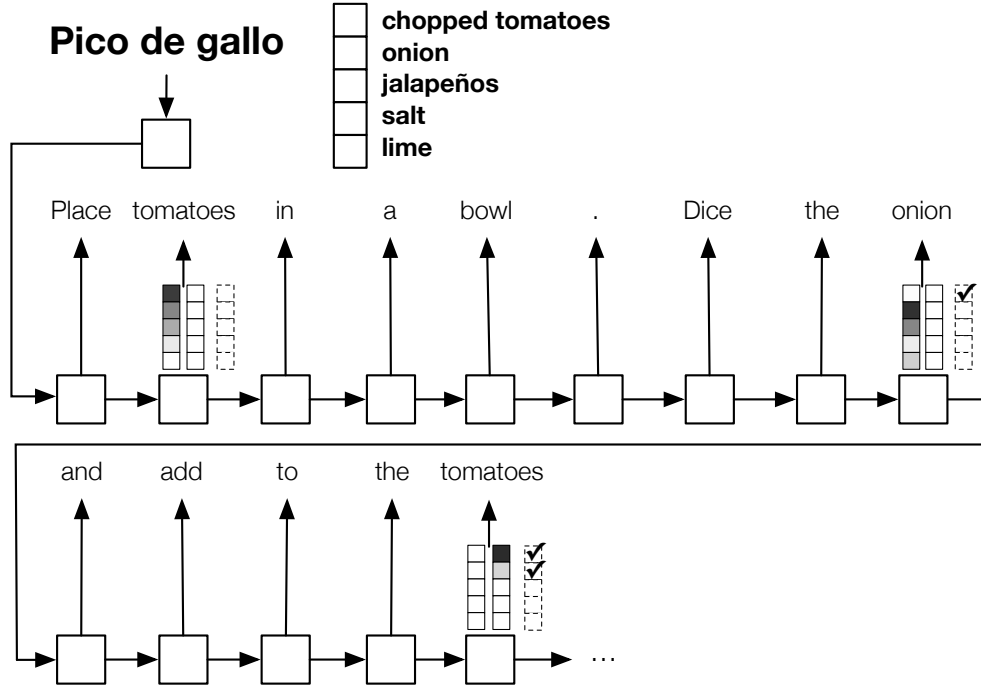 Pico de gallo
chopped tomatoes
onion
jalapeños
salt
lime
Place tomatoes in a bowl . Dice the onion
and add to the tomatoes
...